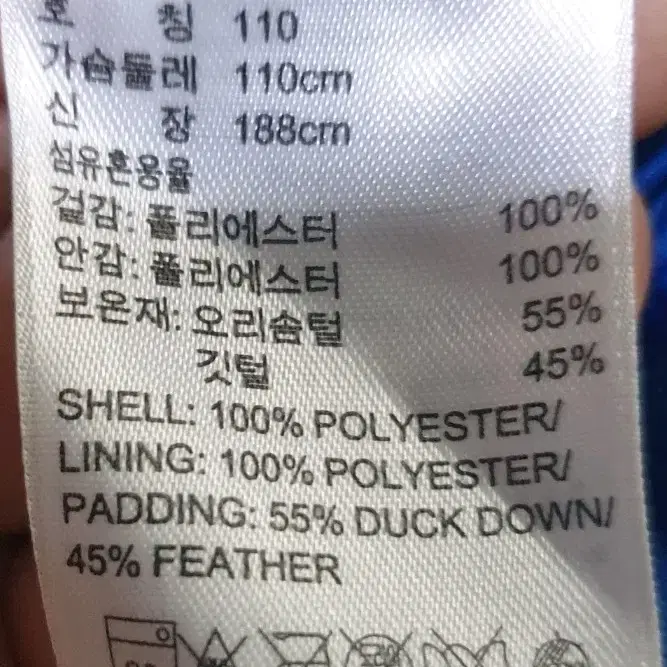 호 칭 110
가슴둘레 110cm
신 장 188cm
섬유혼용율
겉감: 폴리에스터 100%
안감: 폴리에스터 100%
보온재: 오리솜털 55%
깃털 45%
SHELL: 100% POLYESTER/
LINING: 100% POLYESTER/
PADDING: 55% DUCK DOWN/
45% FEATHER